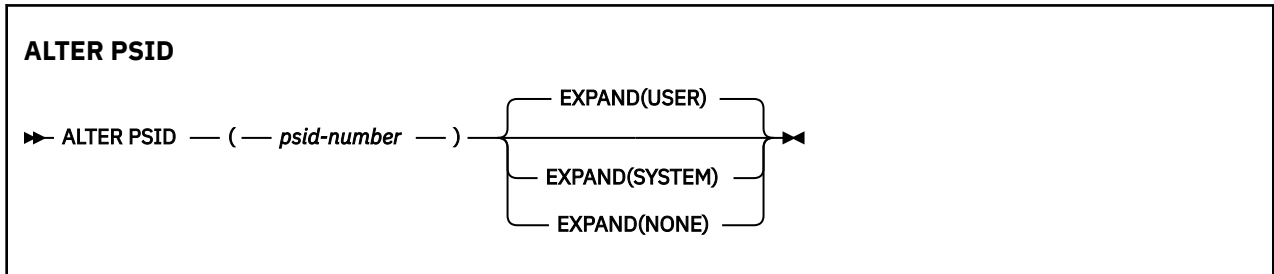 ALTER PSID
EXPAND(USER)
ALTER PSID ( psid-number )
EXPAND(SYSTEM)
EXPAND(NONE)